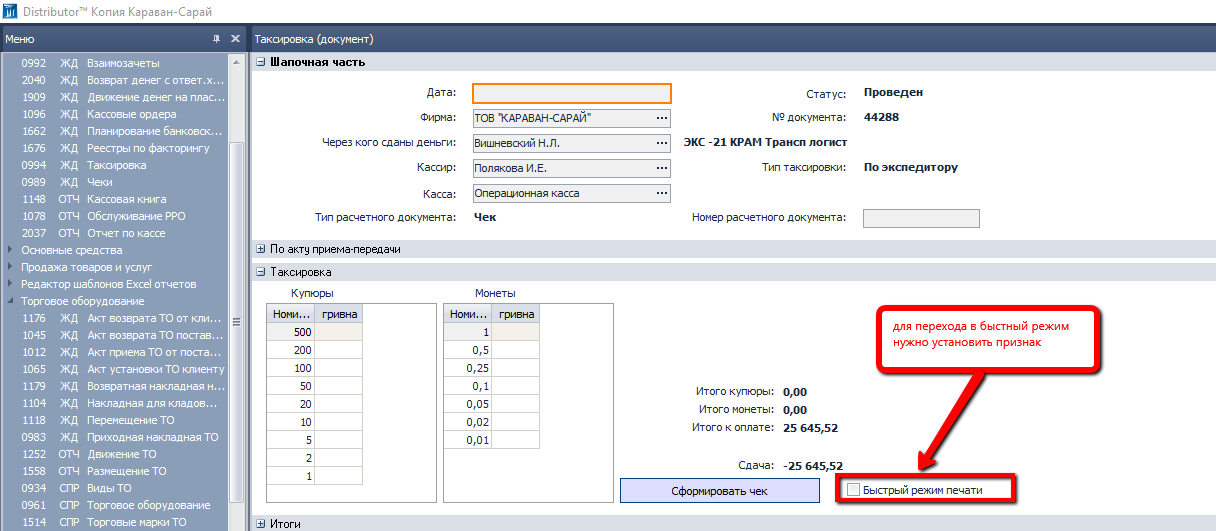 Distributor™ Копия Караван-Сарай
Меню
0992 ЖД Взаимозачеты
2040 ЖД Возврат денег с ответ.х...
1909 ЖД Движение денег на плас...
1096 ЖД Кассовые ордера
1662 ЖД Планирование банковск...
1676 ЖД Реестры по факторингу
0994 ЖД Таксировка
0989 ЖД Чеки
1148 ОТЧ Кассовая книга
1078 ОТЧ Обслуживание РРО
2037 ОТЧ Отчет по кассе
Основные средства
Продажа товаров и услуг
Редактор шаблонов Excel отчетов
Торговое оборудование
1176 ЖД Акт возврата ТО от кли...
1045 ЖД Акт возврата ТО постав...
1012 ЖД Акт приема ТО от поста...
1065 ЖД Акт установки ТО клиенту
1179 ЖД Возвратная накладная н...
1104 ЖД Накладная для кладов...
1118 ЖД Перемещение ТО
0983 ЖД Приходная накладная ТО
1252 ОТЧ Движение ТО
1558 ОТЧ Размещение ТО
0934 СПР Виды ТО
0961 СПР Торговое оборудование
1514 СПР Торговые марки ТО
Таксировка (документ)
Шапочная часть
Дата:
Статус: Проведен
Фирма: ТОВ "КАРАВАН-САРАЙ" ...
№ документа: 44288
Через кого сданы деньги: Вишневский Н.Л. ...
ЭКС -21 КРАМ Трансп логист
Кассир: Полякова И.Е. ...
Тип таксировки: По экспедитору
Касса: Операционная касса ...
Тип расчетного документа: Чек
Номер расчетного документа:
По акту приема-передачи
Таксировка
Купюры
Номи... гривна
500
200
100
50
20
10
5
2
1
Монеты
Номи... гривна
1
0,5
0,25
0,1
0,05
0,02
0,01
для перехода в быстный режим
нужно установить признак
Итого купюры: 0,00
Итого монеты: 0,00
Итого к оплате: 25 645,52
Сдача: -25 645,52
Сформировать чек
Быстрый режим печати
Итоги